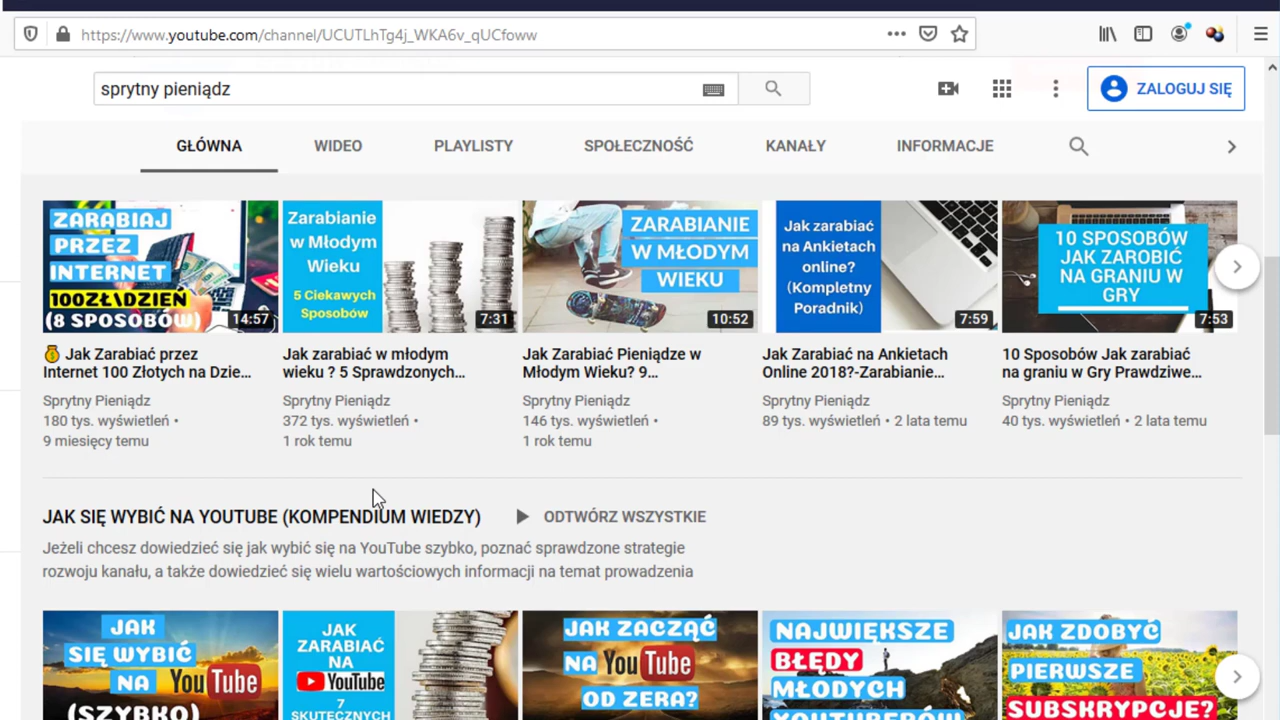 https://www.youtube.com/channel/UCUTLhTg4j_WKA6v_qUCfoww
sprytny pieniądz
ZALOGUJ SIĘ
GŁÓWNA
WIDEO
PLAYLISTY
SPOŁECZNOŚĆ
KANAŁY
INFORMACJE
ZARABIAJ
PRZEZ
INTERNET
100ZŁ\DZIEŃ
(8 SPOSOBÓW)
14:57
Zarabianie
w Młodym
Wieku
5 Ciekawych
Sposobów
7:31
ZARABIANIE
W MŁODYM
WIEKU
10:52
Jak zarabiać
na Ankietach
online?
(Kompletny
Poradnik)
7:59
10 SPOSOBÓW
JAK ZAROBIĆ
NA GRANIU W
GRY
7:53
Jak Zarabiać przez
Internet 100 Złotych na Dzie...
Sprytny Pieniądz
180 tys. wyświetleń •
9 miesięcy temu
Jak zarabiać w młodym
wieku ? 5 Sprawdzonych...
Sprytny Pieniądz
372 tys. wyświetleń •
1 rok temu
Jak Zarabiać Pieniądze w
Młodym Wieku? 9...
Sprytny Pieniądz
146 tys. wyświetleń •
1 rok temu
Jak Zarabiać na Ankietach
Online 2018?-Zarabianie...
Sprytny Pieniądz
89 tys. wyświetleń • 2 lata temu
10 Sposobów Jak zarabiać
na graniu w Gry Prawdziwe...
Sprytny Pieniądz
40 tys. wyświetleń • 2 lata temu
JAK SIĘ WYBIĆ NA YOUTUBE (KOMPENDIUM WIEDZY)
ODTWÓRZ WSZYSTKIE
Jeżeli chcesz dowiedzieć się jak wybić się na YouTube szybko, poznać sprawdzone strategie
rozwoju kanału, a także dowiedzieć się wielu wartościowych informacji na temat prowadzenia
JAK
SIĘ WYBIĆ
NA YouTube
(SZYBKO)
JAK
ZARABIAĆ
NA
YouTube
7
SKUTECZNYCH
JAK ZACZĄĆ
NA YouTube
OD ZERA?
NAJWIĘKSZE
BŁĘDY
MŁODYCH
YOUTUBERÓW
JAK ZDOBYĆ
PIERWSZE
SUBSKRYPCJE?